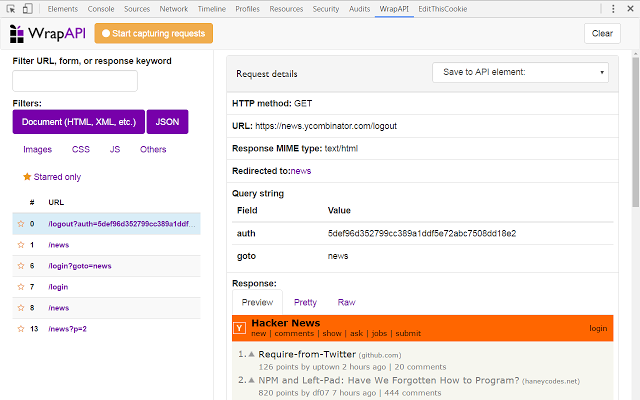 Elements Console Sources Network Timeline Profiles Resources Security Audits WrapAPI EditThisCookie
WrapAPI Start capturing requests Clear
Filter URL, form, or response keyword
Filters:
Document (HTML, XML, etc.) JSON
Images CSS JS Others
Starred only
# URL
0 /logout?auth=5def96d352799cc389a1ddf...
1 /news
6 /login?goto=news
7 /login
8 /news
13 /news?p=2
Request details Save to API element:
HTTP method: GET
URL: https://news.ycombinator.com/logout
Response MIME type: text/html
Redirected to:news
Query string
Field Value
auth 5def96d352799cc389a1ddf5e72abc7508dd18e2
goto news
Response:
Preview Pretty Raw
Y Hacker News
new | comments | show | ask | jobs | submit login
1. Require-from-Twitter (github.com)
126 points by uptown 2 hours ago | 20 comments
2. NPM and Left-Pad: Have We Forgotten How to Program? (haneycodes.net)
820 points by df07 7 hours ago | 444 comments